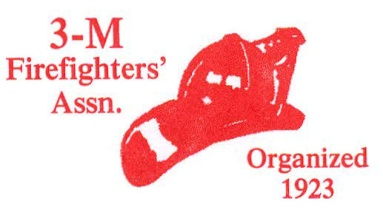 3-M
Firefighters’
Assn.
Organized
1923